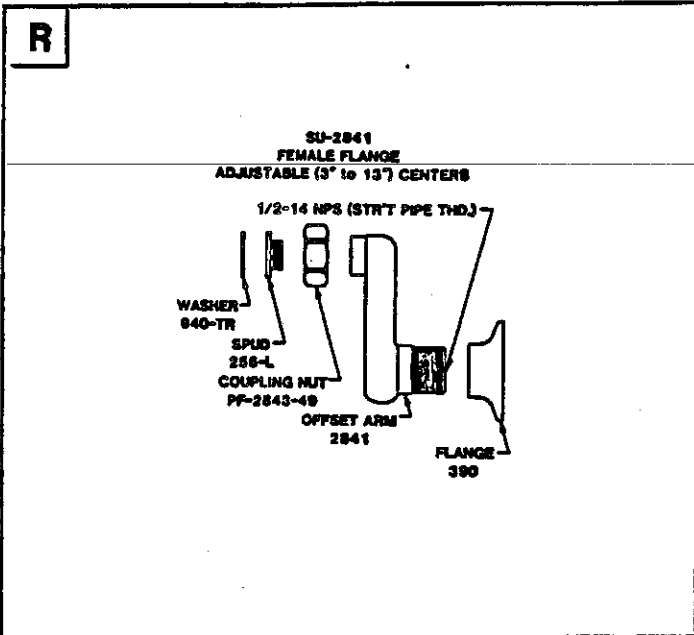 R
SU-2841
FEMALE FLANGE
ADJUSTABLE (3" to 13") CENTERS
1/2-14 NPS (STR'T PIPE THD.)
WASHER
940-TR
SPUD
256-L
COUPLING NUT
PF-2843-49
OFFSET ARM
2841
FLANGE
390